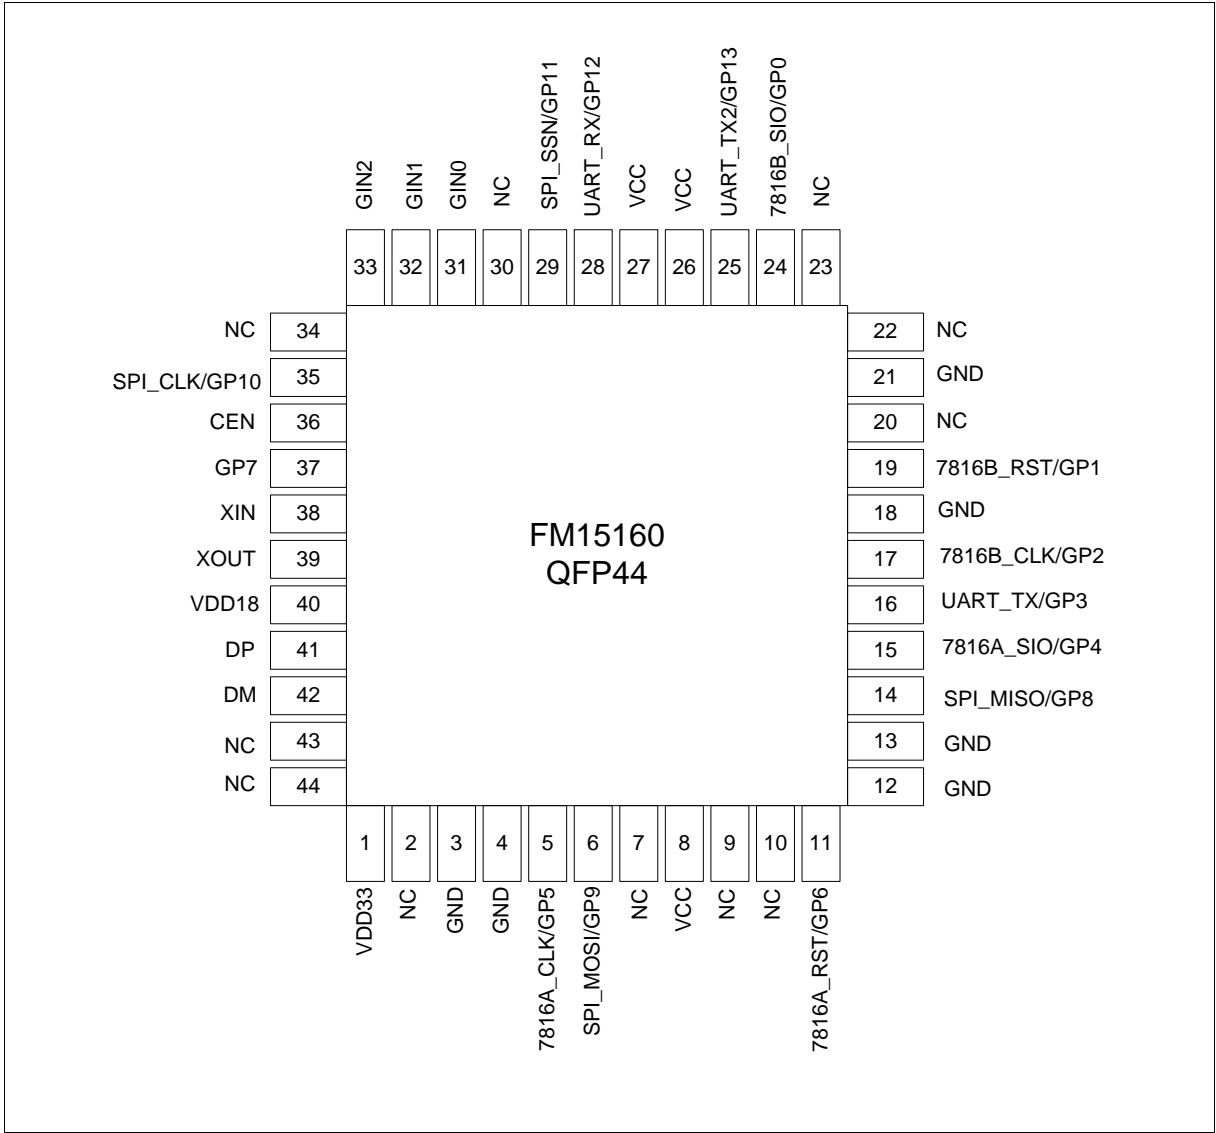 GIN2
GIN1
GIN0
NC
SPI_SSN/GP11
UART_RX/GP12
VCC
VCC
UART_TX2/GP13
7816B_SIO/GP0
NC
33 32 31 30 29 28 27 26 25 24 23
NC 34
SPI_CLK/GP10 35
CEN 36
GP7 37
XIN 38
XOUT 39
VDD18 40
DP 41
DM 42
NC 43
NC 44
FM15160
QFP44
22 NC
21 GND
20 NC
19 7816B_RST/GP1
18 GND
17 7816B_CLK/GP2
16 UART_TX/GP3
15 7816A_SIO/GP4
14 SPI_MISO/GP8
13 GND
12 GND
1 2 3 4 5 6 7 8 9 10 11
VDD33
NC
GND
GND
7816A_CLK/GP5
SPI_MOSI/GP9
NC
VCC
NC
NC
7816A_RST/GP6